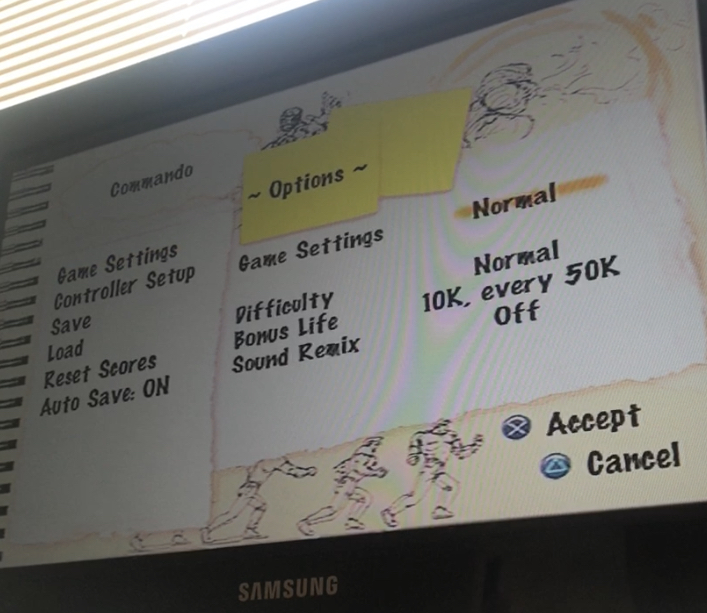 Commando
Game Settings
Controller Setup
Save
Load
Reset Scores
Auto Save: ON
~ Options ~
Game Settings Normal
Difficulty Normal
Bonus Life 10K, every 50K
Sound Remix Off
Accept
Cancel
SAMSUNG